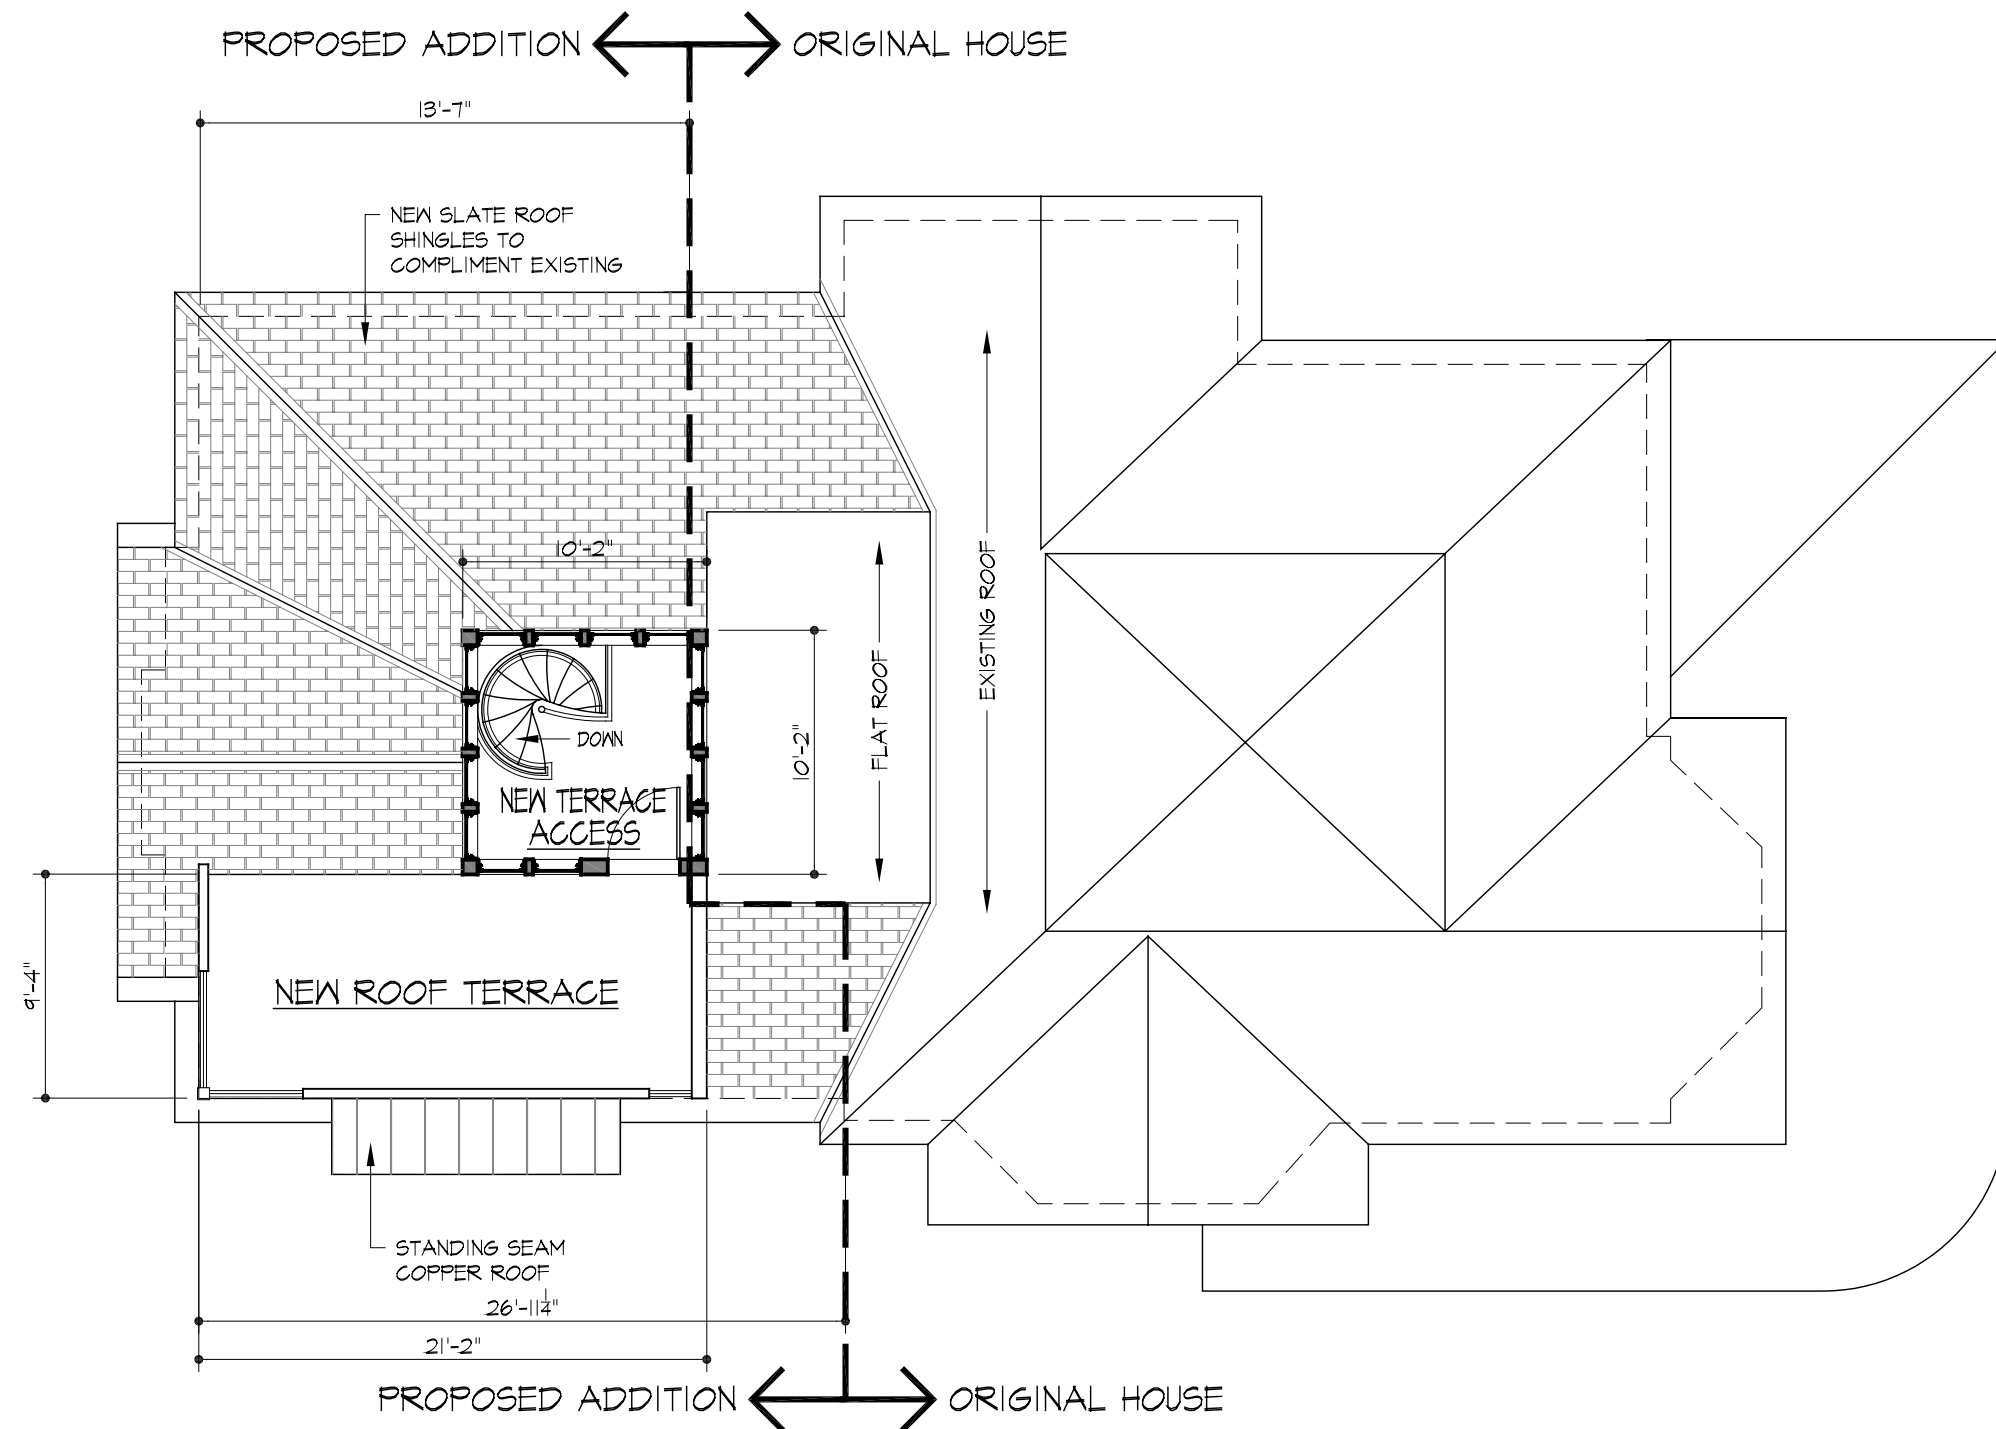 PROPOSED ADDITION
ORIGINAL HOUSE
13'-7"
NEW SLATE ROOF
SHINGLES TO
COMPLIMENT EXISTING
10'-2"
EXISTING ROOF
FLAT ROOF
10'-2"
DOWN
NEW TERRACE
ACCESS
9'-4"
NEW ROOF TERRACE
STANDING SEAM
COPPER ROOF
26'-11 1/4"
21'-2"
PROPOSED ADDITION
ORIGINAL HOUSE